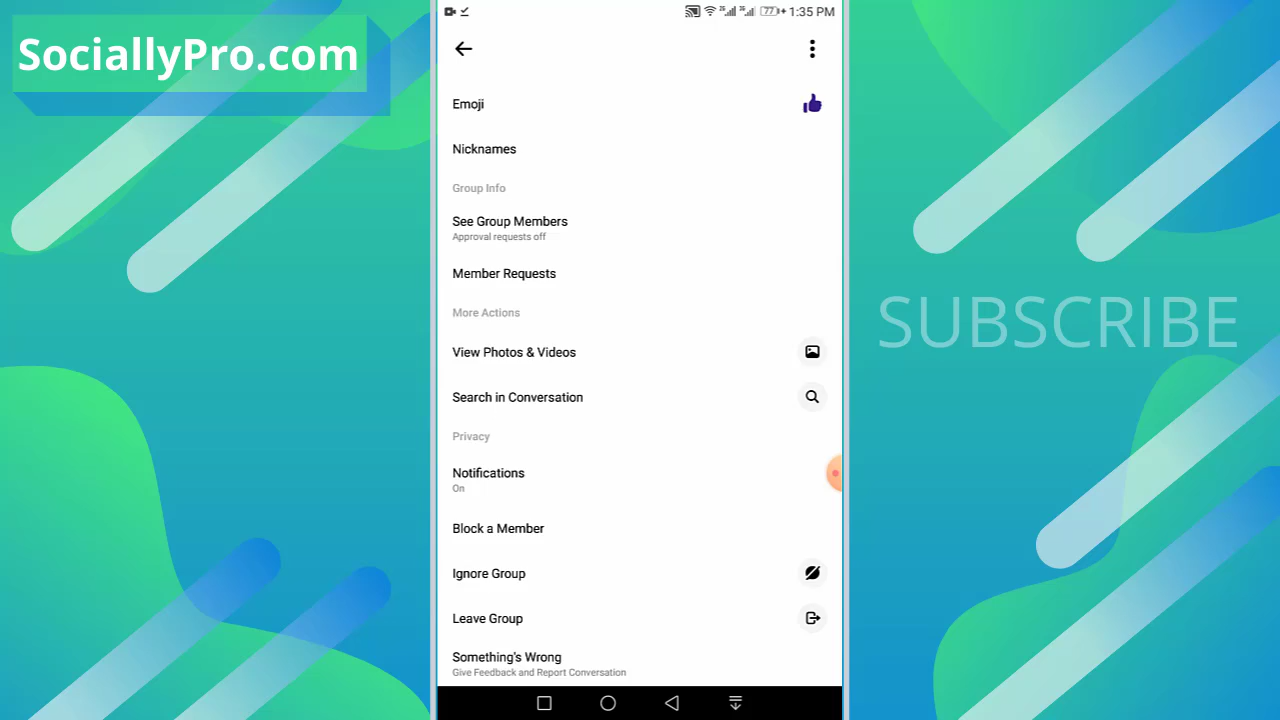 SociallyPro.com
77 1:35 PM
Emoji
Nicknames
Group Info
See Group Members
Approval requests off
Member Requests
More Actions
View Photos & Videos
Search in Conversation
Privacy
Notifications
On
Block a Member
Ignore Group
Leave Group
Something's Wrong
Give Feedback and Report Conversation
SUBSCRIBE